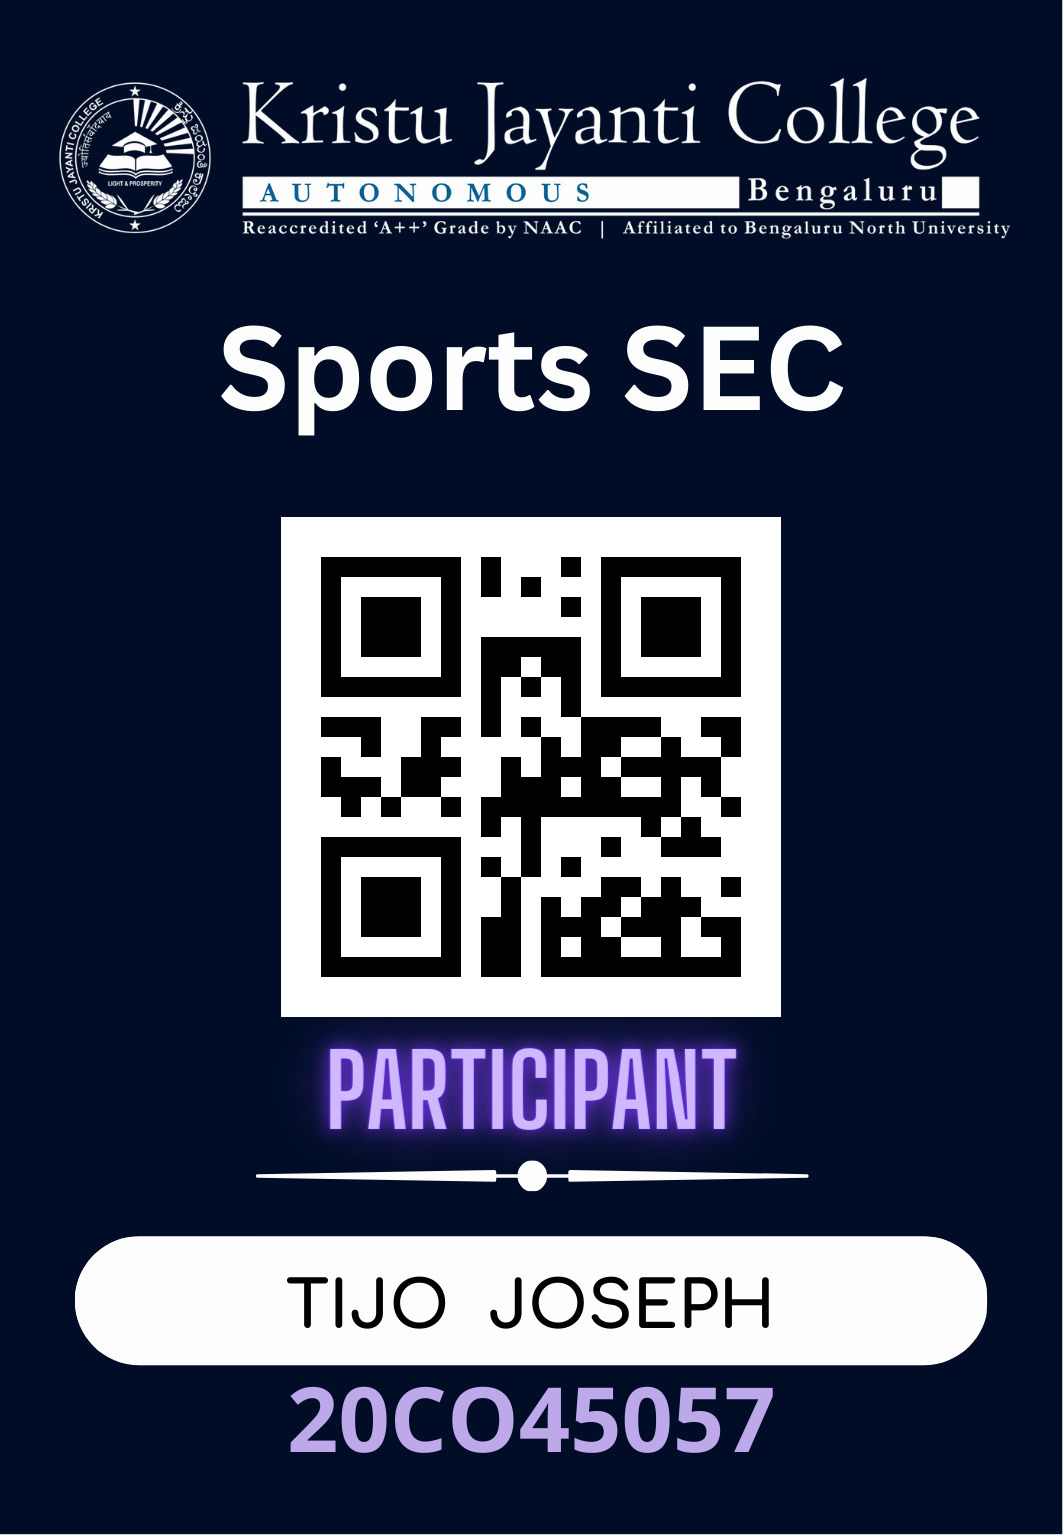 KRISTU JAYANTI COLLEGE
ज्योतिसंवादयाय
LIGHT & PROSPERITY
Kristu Jayanti College
AUTONOMOUS Bengaluru
Reaccredited ‘A++’ Grade by NAAC | Affiliated to Bengaluru North University
Sports SEC
PARTICIPANT
TIJO JOSEPH
20CO45057